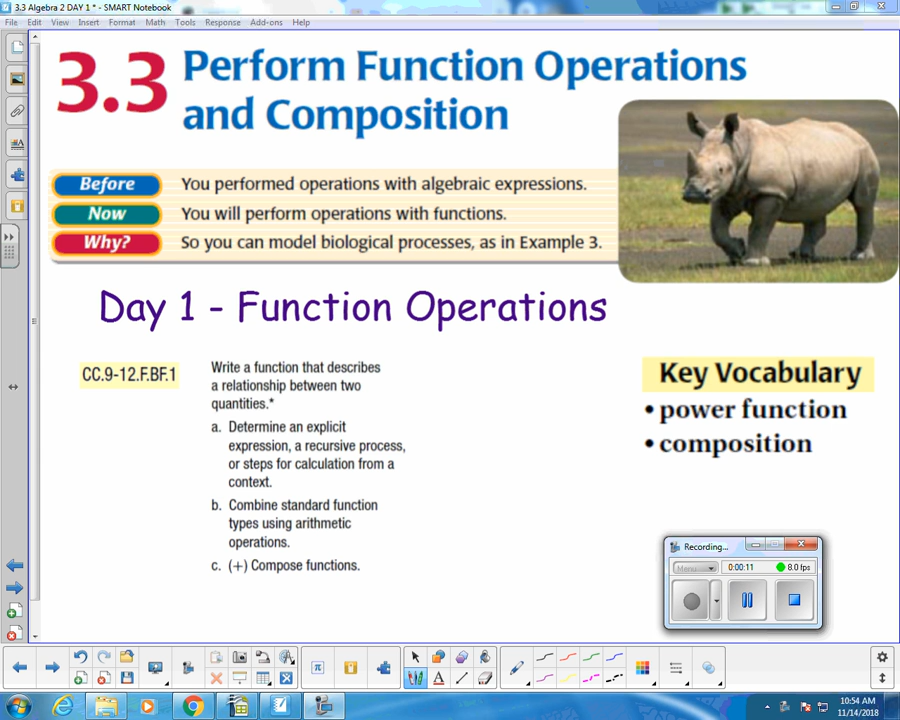 3.3 Algebra 2 DAY 1 * - SMART Notebook
File Edit View Insert Format Math Tools Response Add-ons Help
3.3 Perform Function Operations
and Composition
Before You performed operations with algebraic expressions.
Now You will perform operations with functions.
Why? So you can model biological processes, as in Example 3.
Day 1 - Function Operations
CC.9-12.F.BF.1
Write a function that describes
a relationship between two
quantities.*
a. Determine an explicit
expression, a recursive process,
or steps for calculation from a
context.
b. Combine standard function
types using arithmetic
operations.
c. (+) Compose functions.
Key Vocabulary
• power function
• composition
Recording...
Menu 0:00:11 8.0 fps
10:54 AM
11/14/2018